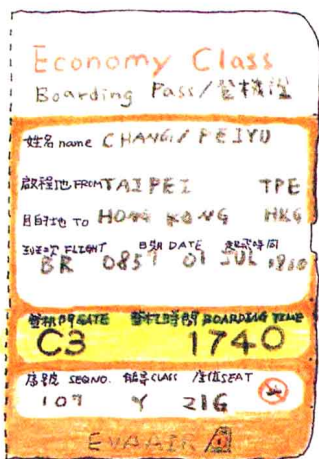 Economy Class
Boarding Pass/登機證
姓名 name CHANG/PEIYU
啟程地 FROM TAIPEI TPE
目的地 TO HONG KONG HKG
班次 FLIGHT 日期 DATE 起飛時間
BR 0857 01 JUL 1810
登機門 GATE 登機時間 BOARDING TIME
C3 1740
序號 SEQNO. 艙等 CLASS 座位 SEAT
107 Y 21G
EVA AIR